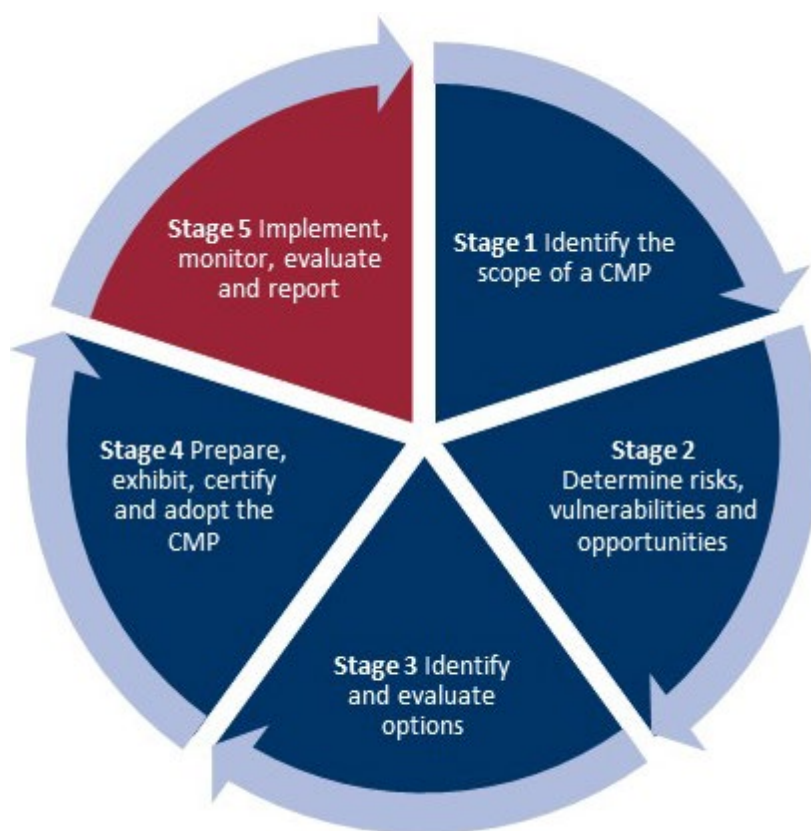 Stage 1 Identify the
scope of a CMP
Stage 2
Determine risks,
vulnerabilities and
opportunities
Stage 3 Identify
and evaluate
options
Stage 4 Prepare,
exhibit, certify
and adopt the
CMP
Stage 5 Implement,
monitor, evaluate
and report